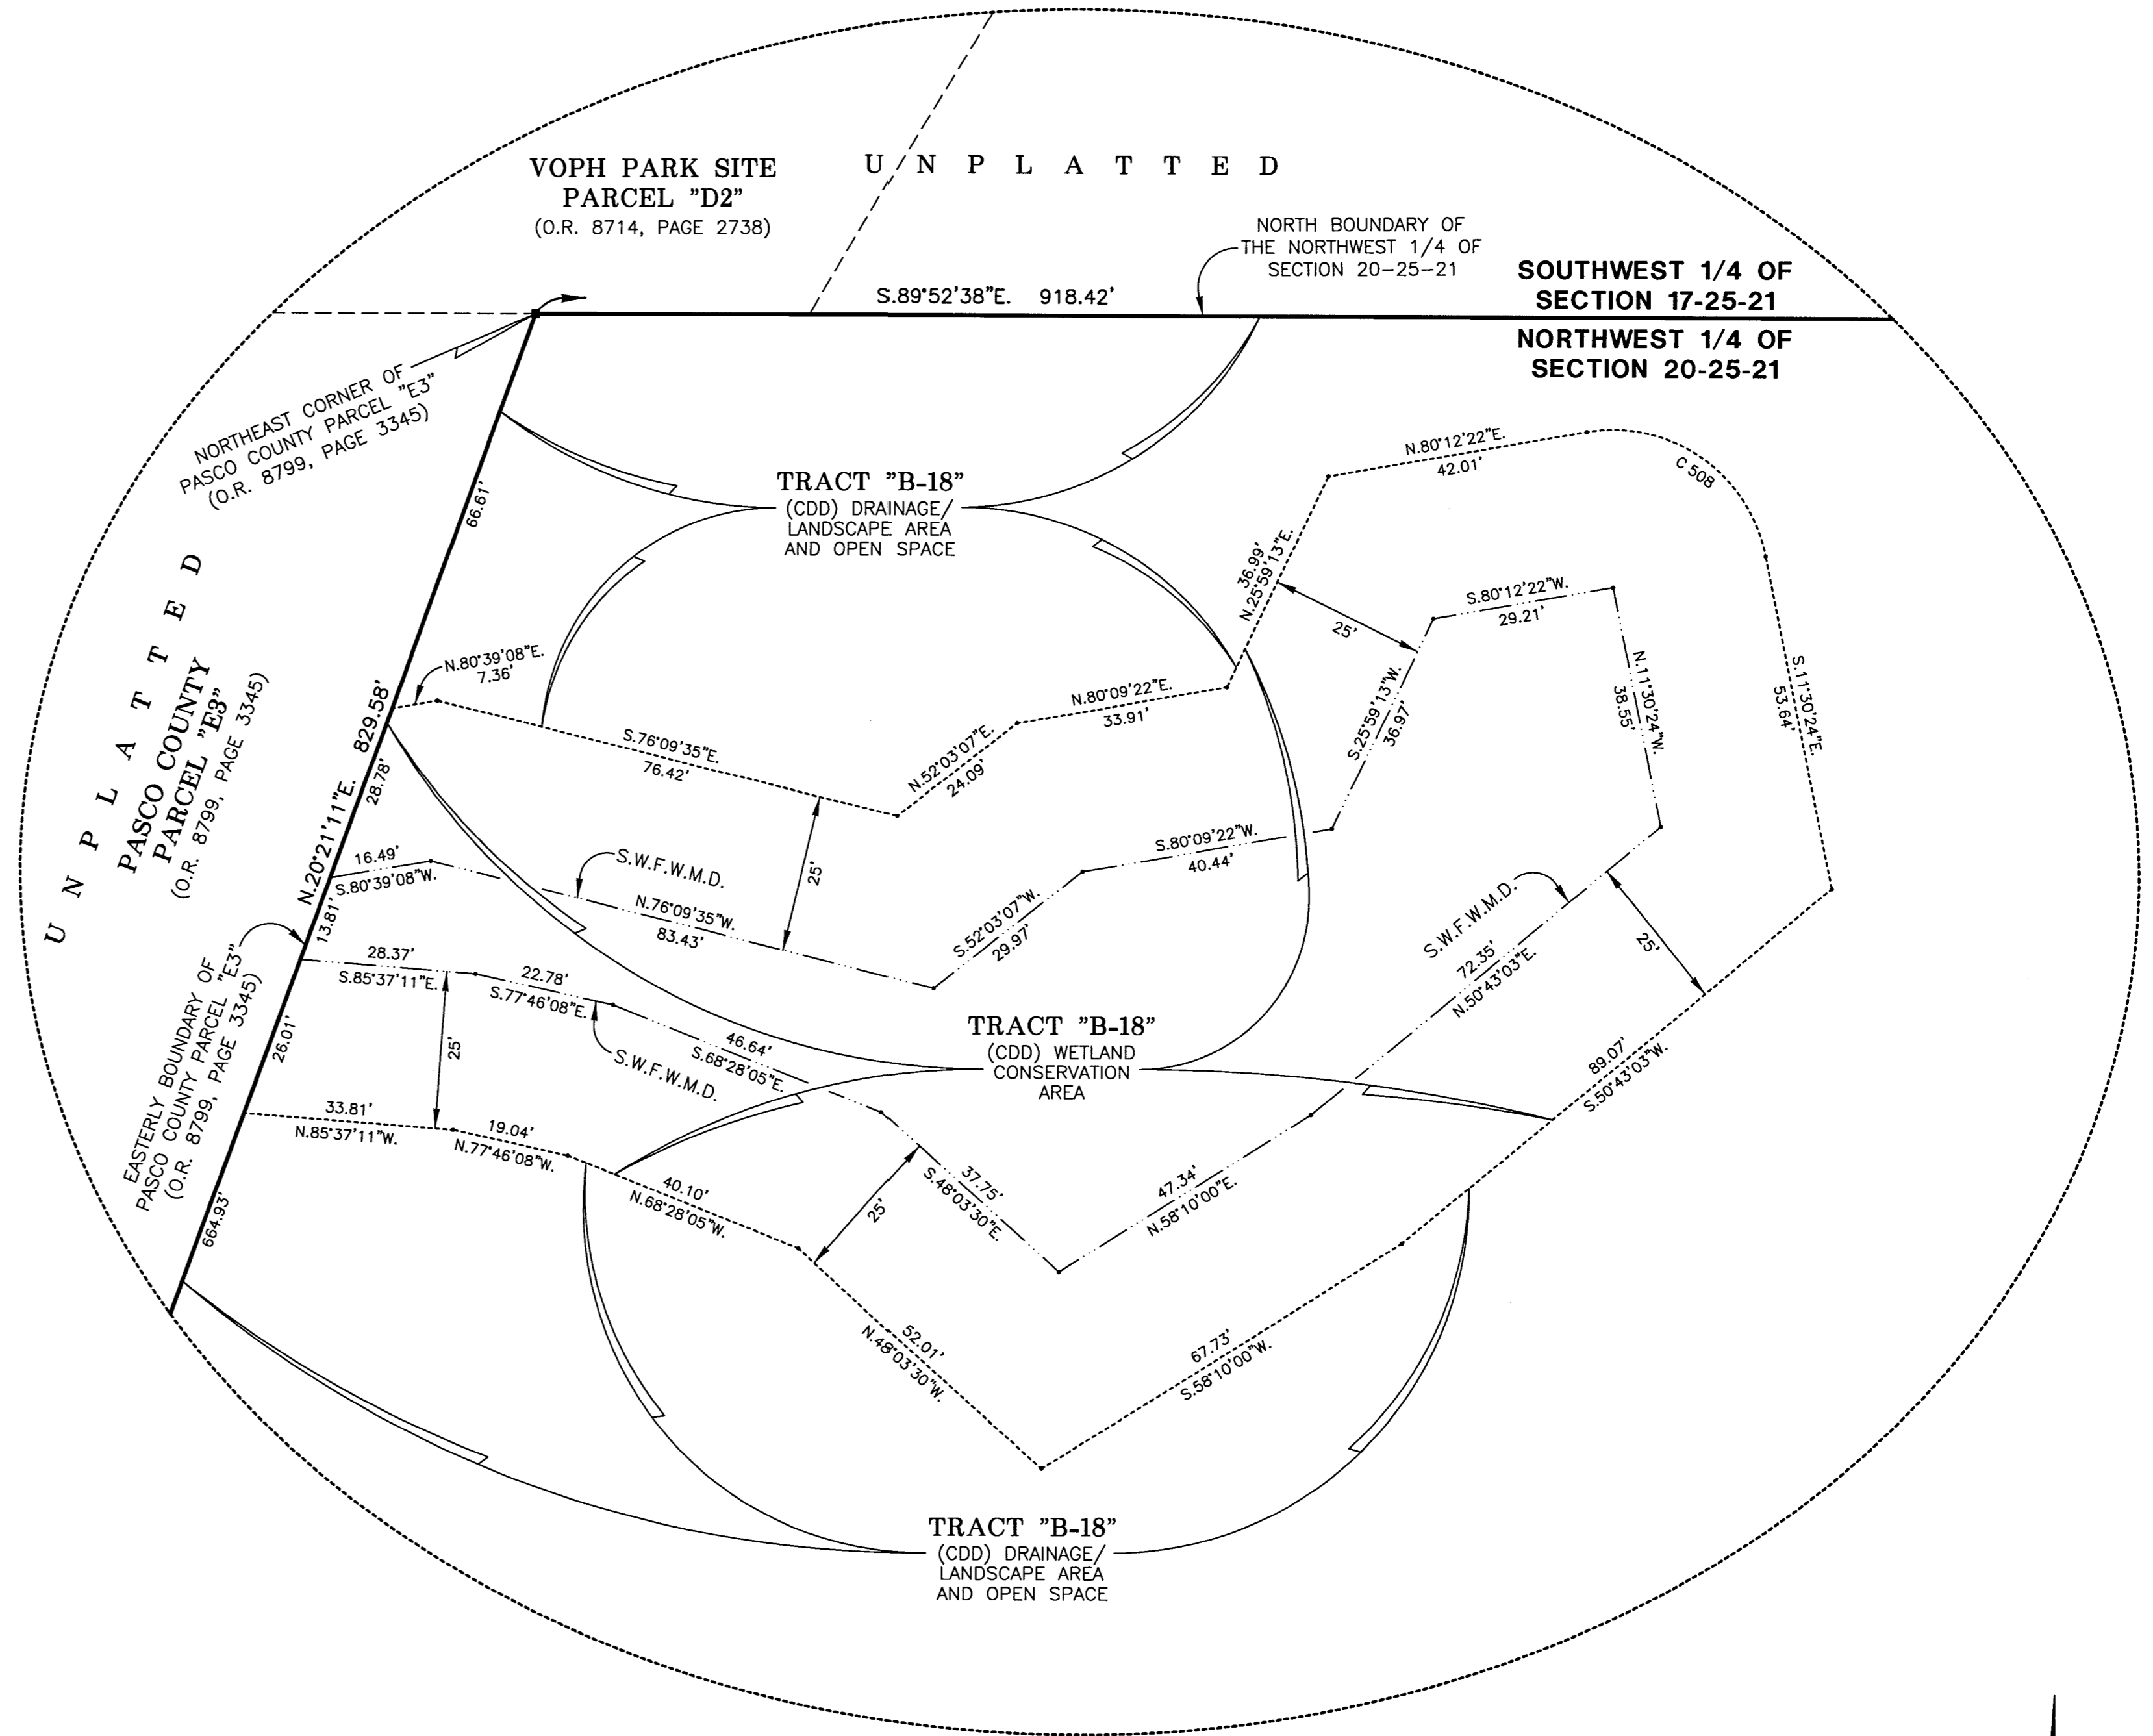 VOPH PARK SITE
PARCEL "D2"
(O.R. 8714, PAGE 2738)
U N P L A T T E D
NORTH BOUNDARY OF
THE NORTHWEST 1/4 OF
SECTION 20-25-21
SOUTHWEST 1/4 OF
SECTION 17-25-21
S.89°52'38"E. 918.42'
NORTHWEST 1/4 OF
SECTION 20-25-21
NORTHEAST CORNER OF
PASCO COUNTY PARCEL "E3"
(O.R. 8799, PAGE 3345)
66.61'
TRACT "B-18"
(CDD) DRAINAGE/
LANDSCAPE AREA
AND OPEN SPACE
N.80°12'22"E.
42.01'
C 508
36.99'
N.25°59'13"E.
25'
S.80°12'22"W.
29.21'
N.11°30'24"W.
38.55'
S.11°30'24"E.
53.64'
S.25°59'13"W.
36.97'
U N P L A T T E D
PASCO COUNTY
PARCEL "E3"
(O.R. 8799, PAGE 3345)
N.20°21'11"E. 829.58'
28.78'
N.80°39'08"E.
7.36'
S.76°09'35"E.
76.42'
N.52°03'07"E.
24.09'
N.80°09'22"E.
33.91'
16.49'
S.80°39'08"W.
S.W.F.W.M.D.
25'
N.76°09'35"W.
83.43'
S.52°03'07"W.
29.97'
S.80°09'22"W.
40.44'
S.W.F.W.M.D.
72.35'
N.50°43'03"E.
25'
13.81'
EASTERLY BOUNDARY OF
PASCO COUNTY PARCEL "E3"
(O.R. 8799, PAGE 3345)
28.37'
S.85°37'11"E.
22.78'
S.77°46'08"E.
S.W.F.W.M.D.
46.64'
S.68°28'05"E.
26.01'
25'
TRACT "B-18"
(CDD) WETLAND
CONSERVATION
AREA
89.07'
S.50°43'03"W.
33.81'
N.85°37'11"W.
19.04'
N.77°46'08"W.
40.10'
N.68°28'05"W.
25'
37.75'
S.48°03'30"E.
47.34'
N.58°10'00"E.
664.93'
52.01'
N.48°03'30"W.
67.73'
S.58°10'00"W.
TRACT "B-18"
(CDD) DRAINAGE/
LANDSCAPE AREA
AND OPEN SPACE